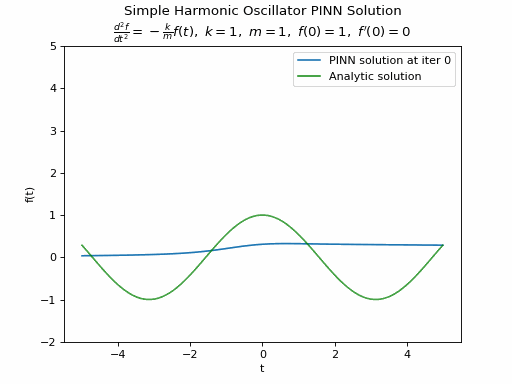 Simple Harmonic Oscillator PINN Solution
d²f/dt² = −k/m f(t), k = 1, m = 1, f(0) = 1, f′(0) = 0
PINN solution at iter 0
Analytic solution
5
4
3
2
1
0
−1
−2
f(t)
−4 −2 0 2 4
t